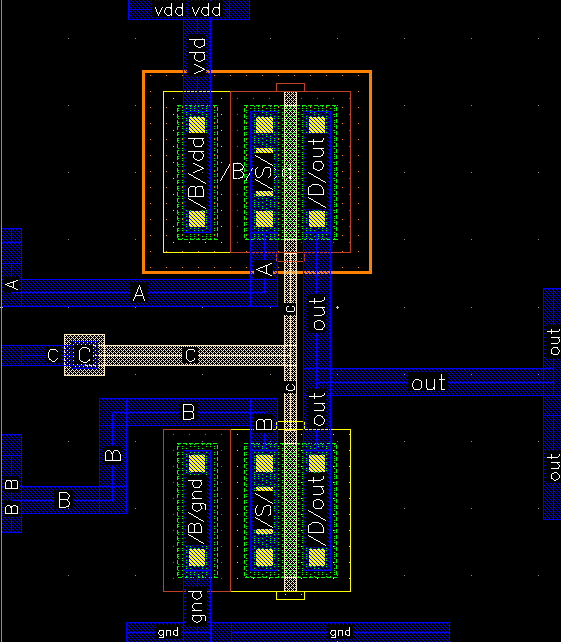 vdd vdd
vdd
/B/vdd
/S/
/D/out
/B/
A
A
A
out
C
C
C
C
C
out
out
out
out
B
B
B
B
B
B
/B/gnd
/S/
/D/out
gnd
gnd
gnd